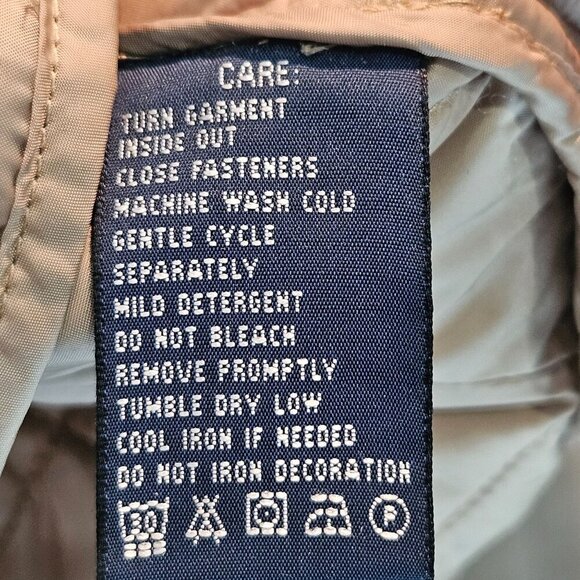 CARE:
TURN GARMENT
INSIDE OUT
CLOSE FASTENERS
MACHINE WASH COLD
GENTLE CYCLE
SEPARATELY
MILD DETERGENT
DO NOT BLEACH
REMOVE PROMPTLY
TUMBLE DRY LOW
COOL IRON IF NEEDED
DO NOT IRON DECORATION
30 P